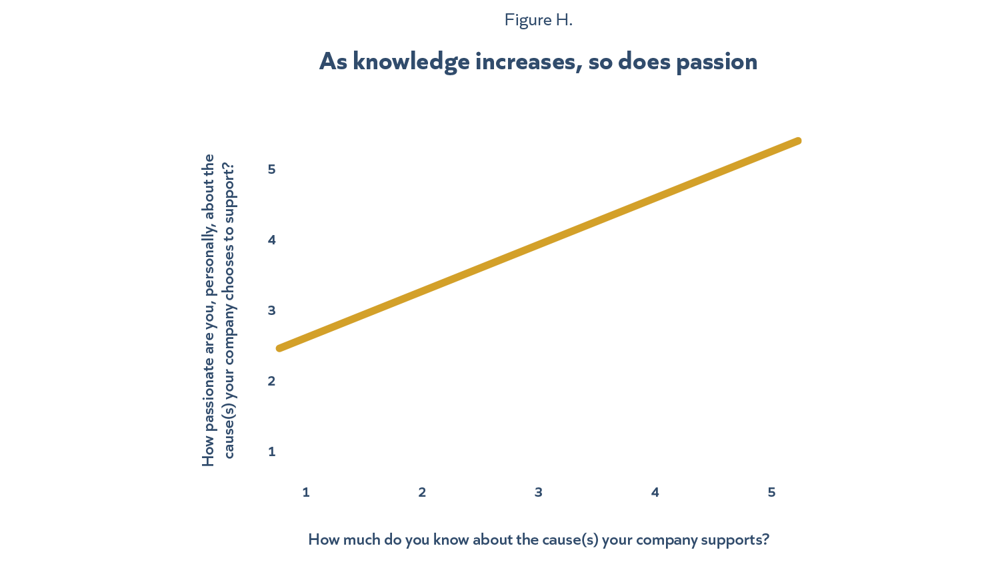 Figure H.
As knowledge increases, so does passion
How passionate are you, personally, about the
cause(s) your company chooses to support?
5
4
3
2
1
1 2 3 4 5
How much do you know about the cause(s) your company supports?